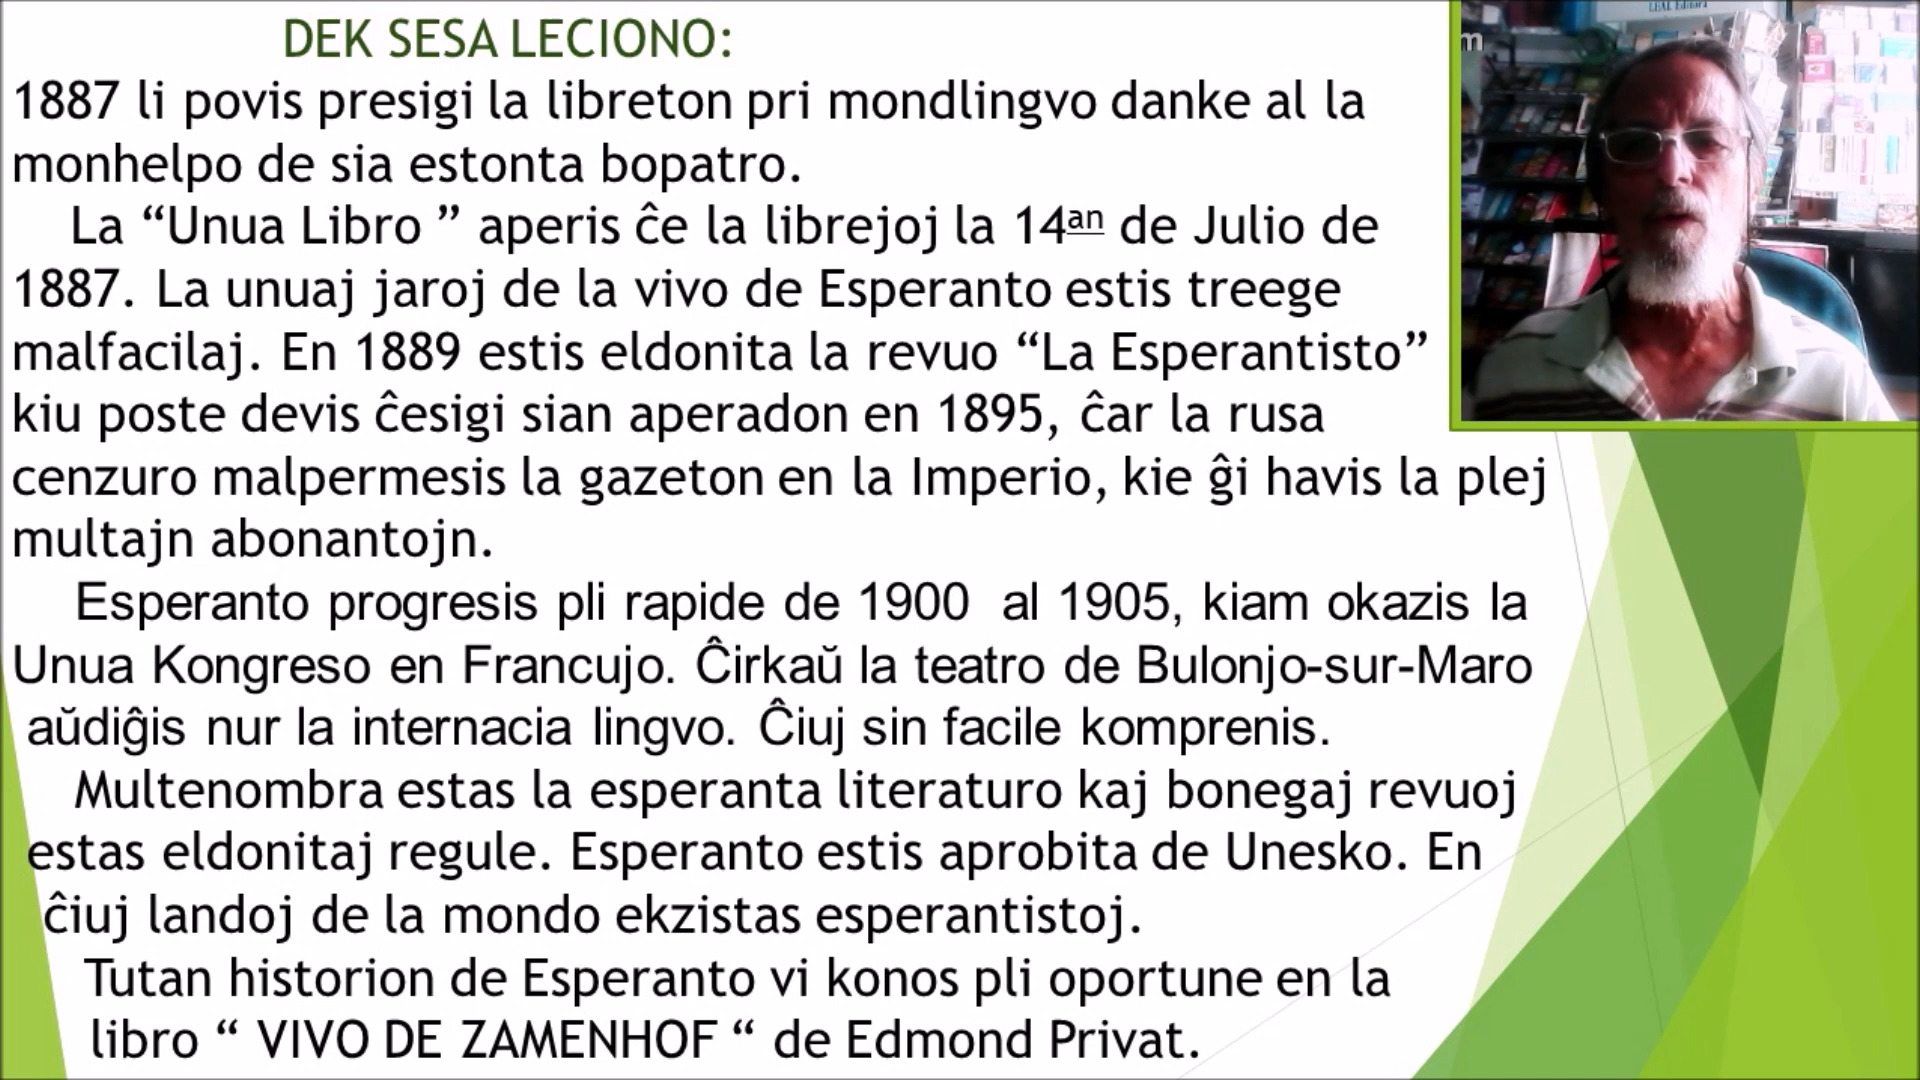 DEK SESA LECIONO:
1887 li povis presigi la libreton pri mondlingvo danke al la
monhelpo de sia estonta bopatro.
La “Unua Libro ” aperis ĉe la librejoj la 14an de Julio de
1887. La unuaj jaroj de la vivo de Esperanto estis treege
malfacilaj. En 1889 estis eldonita la revuo “La Esperantisto”
kiu poste devis ĉesigi sian aperadon en 1895, ĉar la rusa
cenzuro malpermesis la gazeton en la Imperio, kie ĝi havis la plej
multajn abonantojn.
Esperanto progresis pli rapide de 1900 al 1905, kiam okazis la
Unua Kongreso en Francujo. Ĉirkaŭ la teatro de Bulonjo-sur-Maro
aŭdiĝis nur la internacia lingvo. Ĉiuj sin facile komprenis.
Multenombra estas la esperanta literaturo kaj bonegaj revuoj
estas eldonitaj regule. Esperanto estis aprobita de Unesko. En
ĉiuj landoj de la mondo ekzistas esperantistoj.
Tutan historion de Esperanto vi konos pli oportune en la
libro “ VIVO DE ZAMENHOF “ de Edmond Privat.
LEAL Editora